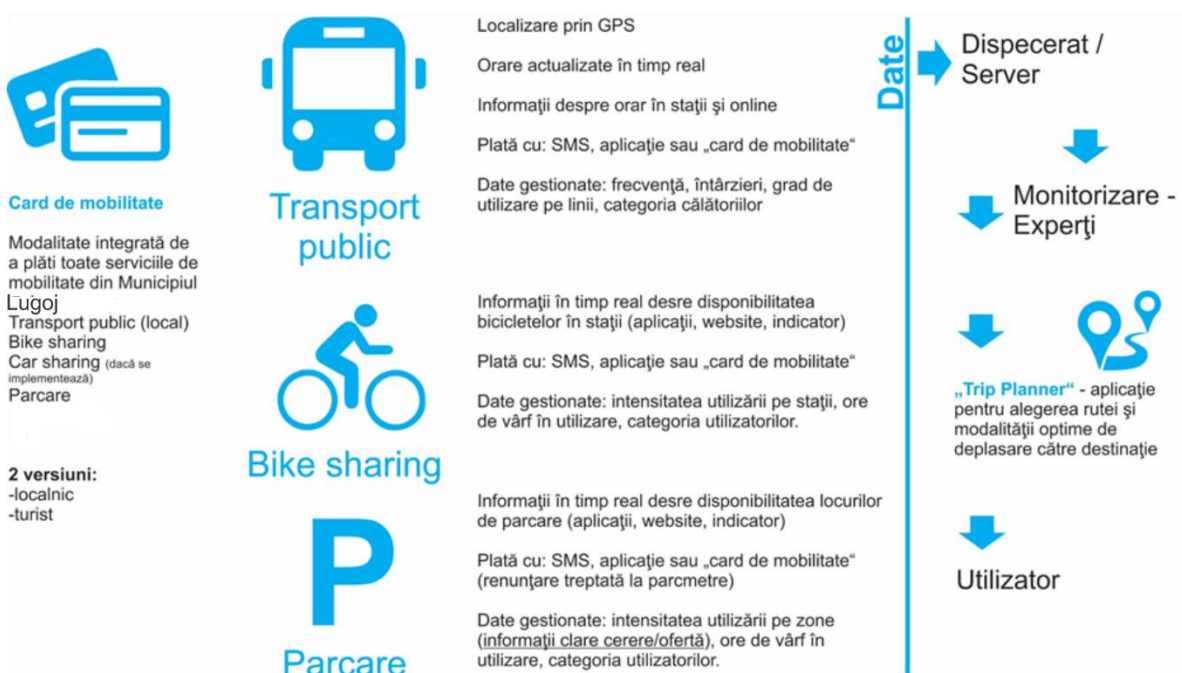 Card de mobilitate
Modalitate integrată de
a plăti toate serviciile de
mobilitate din Municipiul
Lugoj
Transport public (local)
Bike sharing
Car sharing (dacă se
implementează)
Parcare
2 versiuni:
-localnic
-turist
Transport
public
Localizare prin GPS
Orare actualizate în timp real
Informaţii despre orar în staţii şi online
Plată cu: SMS, aplicaţie sau „card de mobilitate“
Date gestionate: frecvenţă, întârzieri, grad de
utilizare pe linii, categoria călătoriilor
Bike sharing
Informaţii în timp real desre disponibilitatea
bicicletelor în staţii (aplicaţii, website, indicator)
Plată cu: SMS, aplicaţie sau „card de mobilitate“
Date gestionate: intensitatea utilizării pe staţii, ore
de vârf în utilizare, categoria utilizatorilor.
P
Parcare
Informaţii în timp real desre disponibilitatea locurilor
de parcare (aplicaţii, website, indicator)
Plată cu: SMS, aplicaţie sau „card de mobilitate“
(renunţare treptată la parcmetre)
Date gestionate: intensitatea utilizării pe zone
(informaţii clare cerere/ofertă), ore de vârf în
utilizare, categoria utilizatorilor.
Date
Dispecerat /
Server
Monitorizare -
Experţi
„Trip Planner“ - aplicaţie
pentru alegerea rutei şi
modalităţii optime de
deplasare către destinaţie
Utilizator